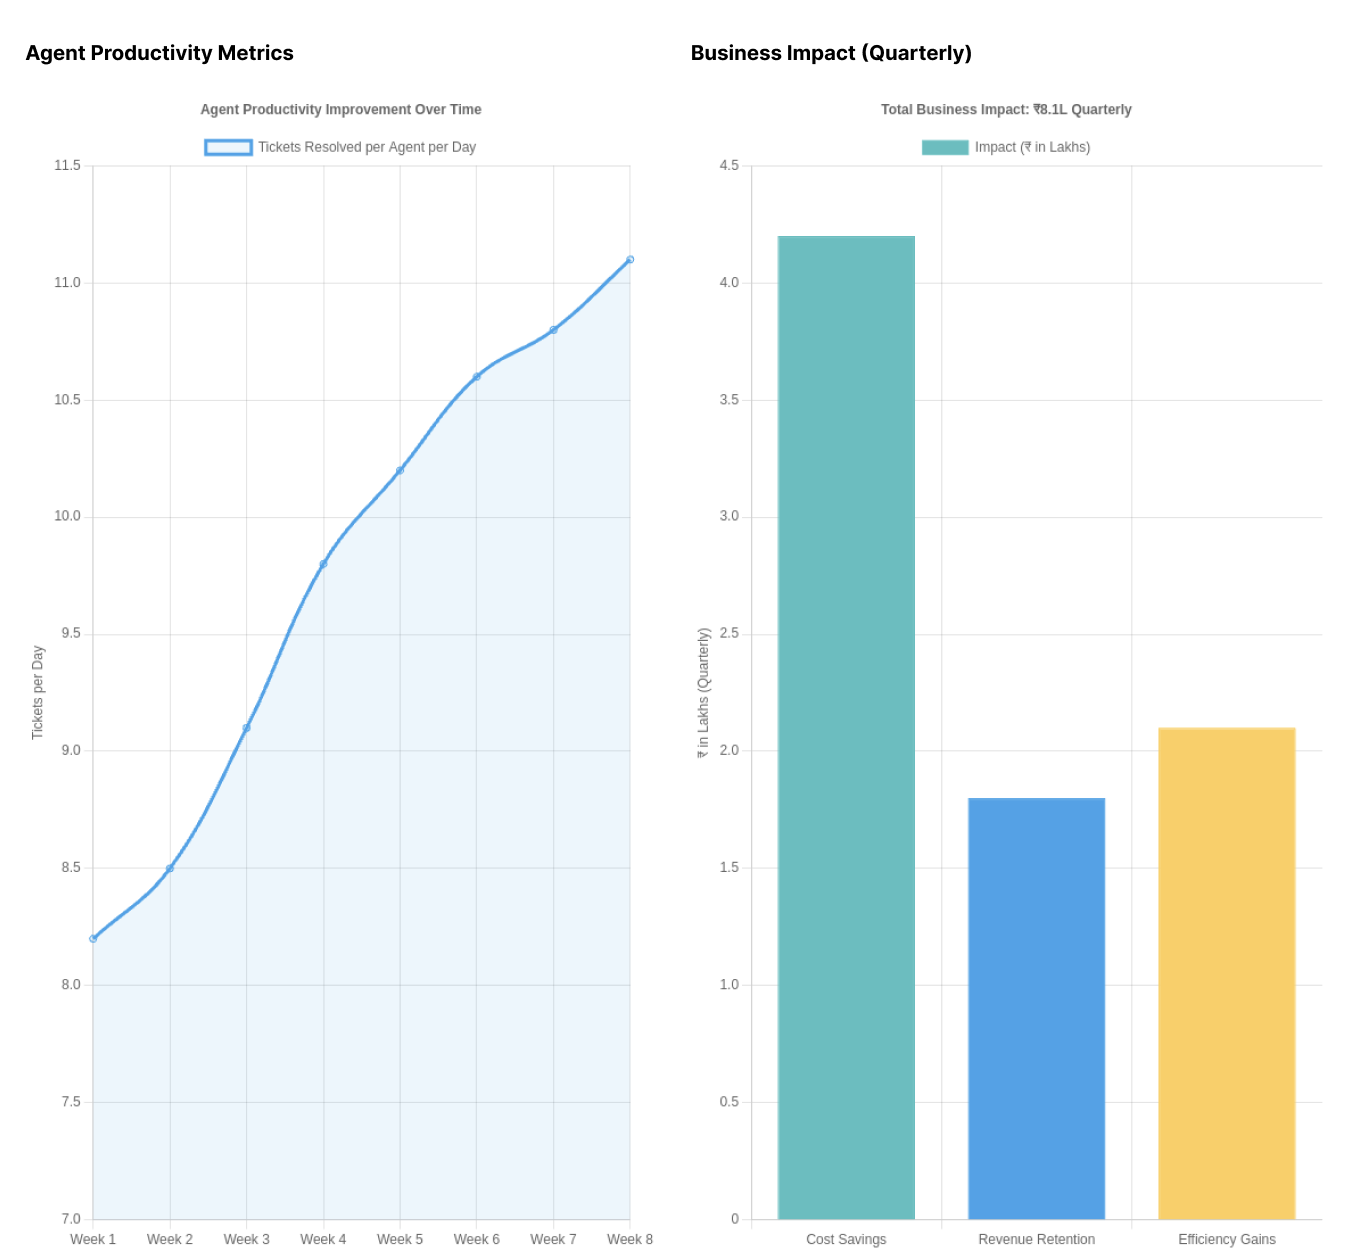 Agent Productivity Metrics
Agent Productivity Improvement Over Time
Tickets Resolved per Agent per Day
11.5
11.0
10.5
10.0
9.5
9.0
8.5
8.0
7.5
7.0
Tickets per Day
Week 1 Week 2 Week 3 Week 4 Week 5 Week 6 Week 7 Week 8
Business Impact (Quarterly)
Total Business Impact: ₹8.1L Quarterly
Impact (₹ in Lakhs)
4.5
4.0
3.5
3.0
2.5
2.0
1.5
1.0
0.5
0
₹ in Lakhs (Quarterly)
Cost Savings Revenue Retention Efficiency Gains